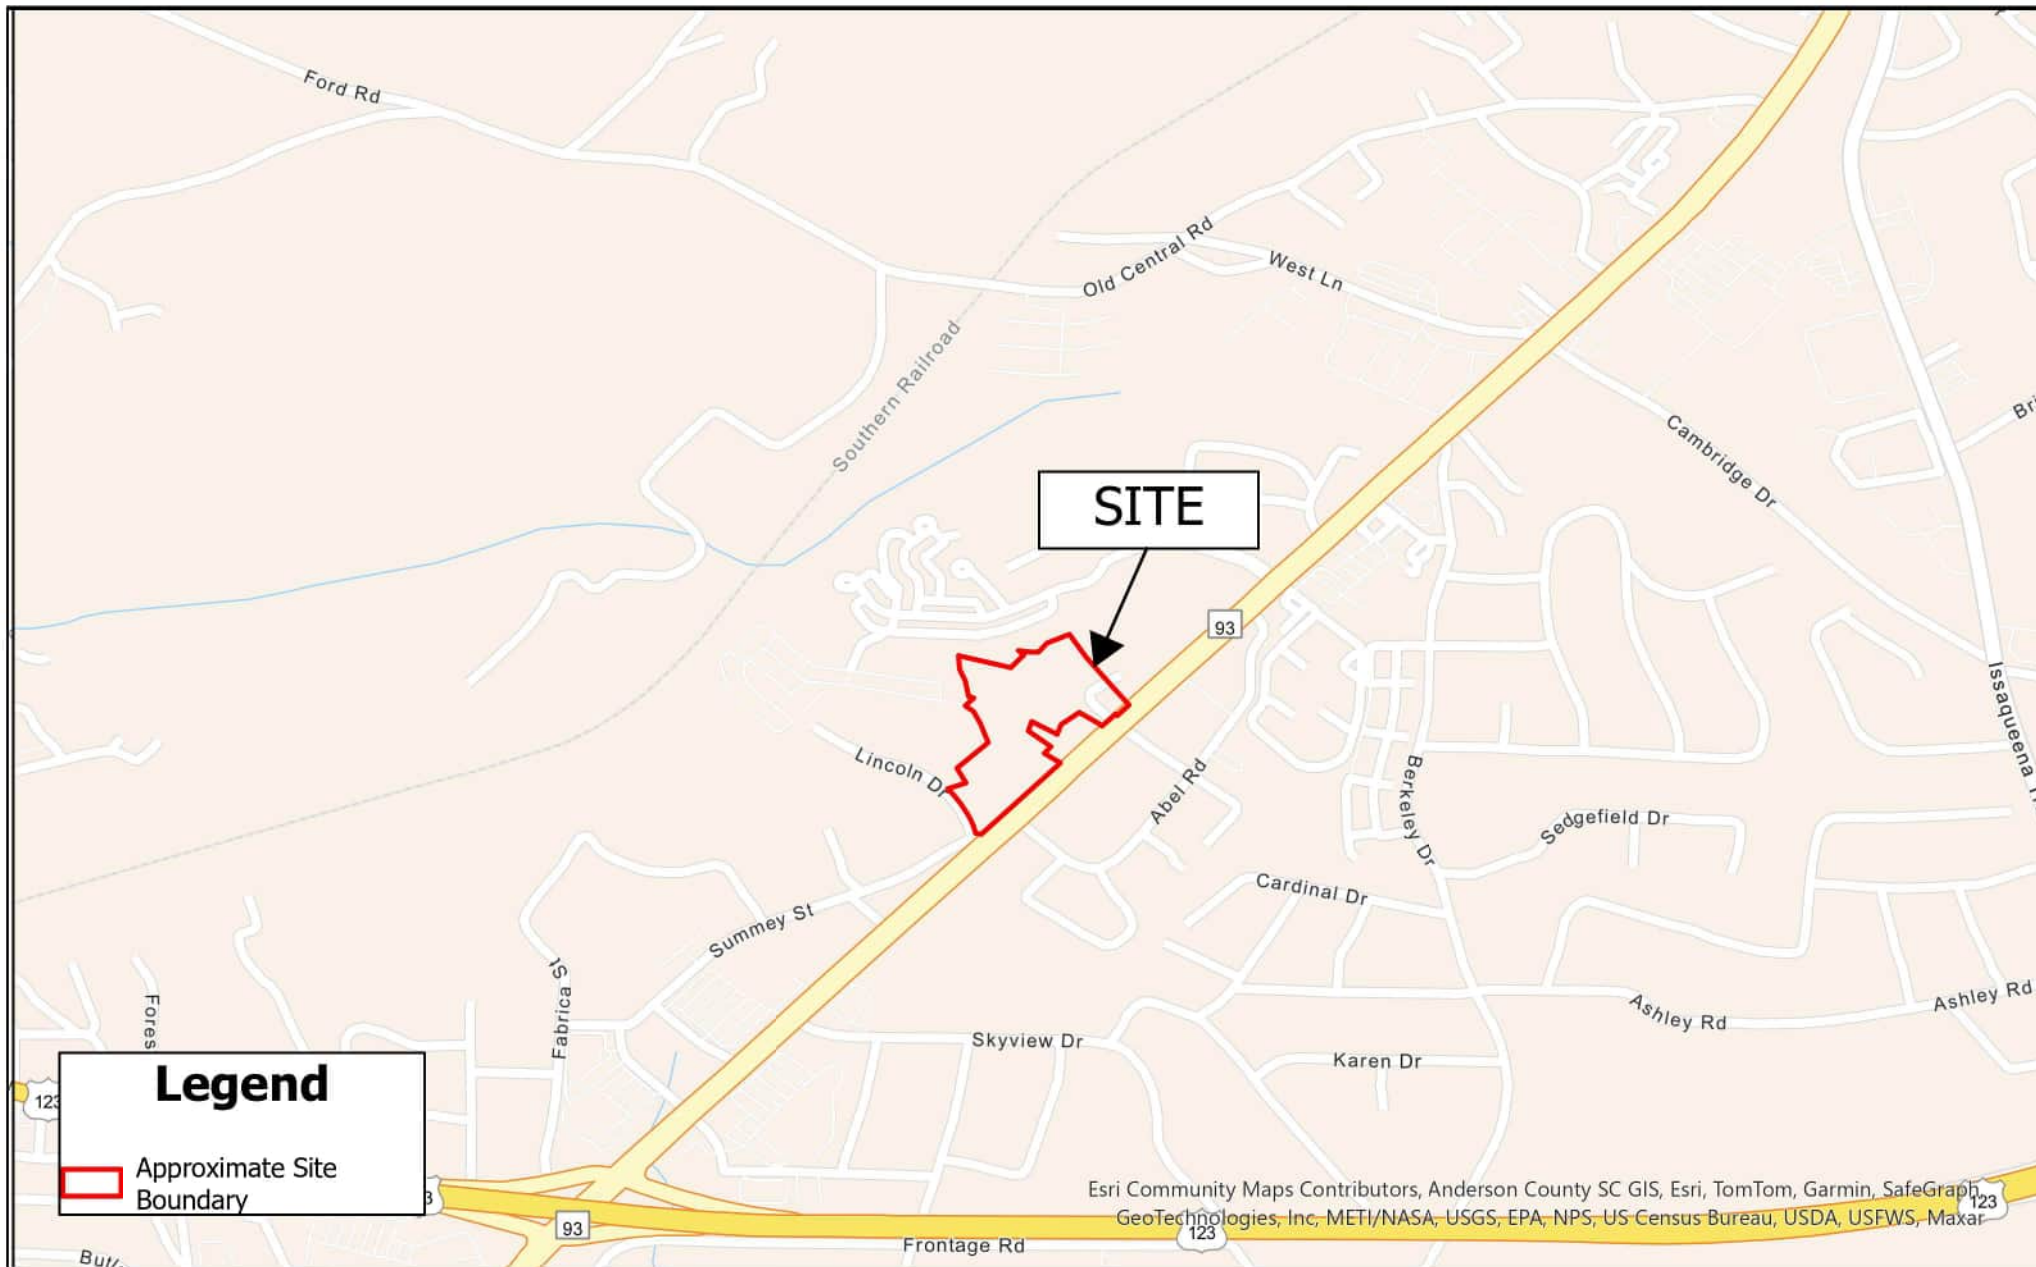 Ford Rd
Old Central Rd
West Ln
Southern Railroad
Cambridge Dr
SITE
93
Issaqueena
Lincoln Dr
Abel Rd
Berkeley Dr
Sedgefield Dr
Cardinal Dr
Summey St
Fabrica St
Fores
Ashley Rd
Ashley Rd
Skyview Dr
Karen Dr
123
Legend
Approximate Site
Boundary
93
Frontage Rd
123
123
Esri Community Maps Contributors, Anderson County SC GIS, Esri, TomTom, Garmin, SafeGraph,
GeoTechnologies, Inc, METI/NASA, USGS, EPA, NPS, US Census Bureau, USDA, USFWS, Maxar